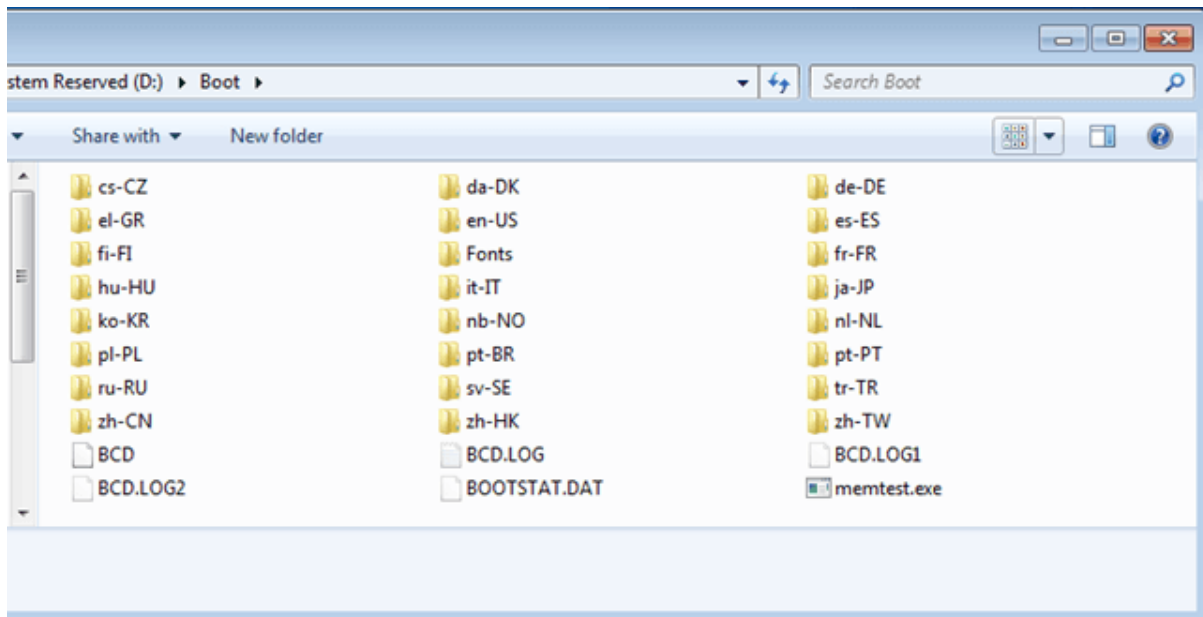 stem Reserved (D:) Boot Search Boot
Share with New folder
cs-CZ da-DK de-DE
el-GR en-US es-ES
fi-FI Fonts fr-FR
hu-HU it-IT ja-JP
ko-KR nb-NO nl-NL
pl-PL pt-BR pt-PT
ru-RU sv-SE tr-TR
zh-CN zh-HK zh-TW
BCD BCD.LOG BCD.LOG1
BCD.LOG2 BOOTSTAT.DAT memtest.exe